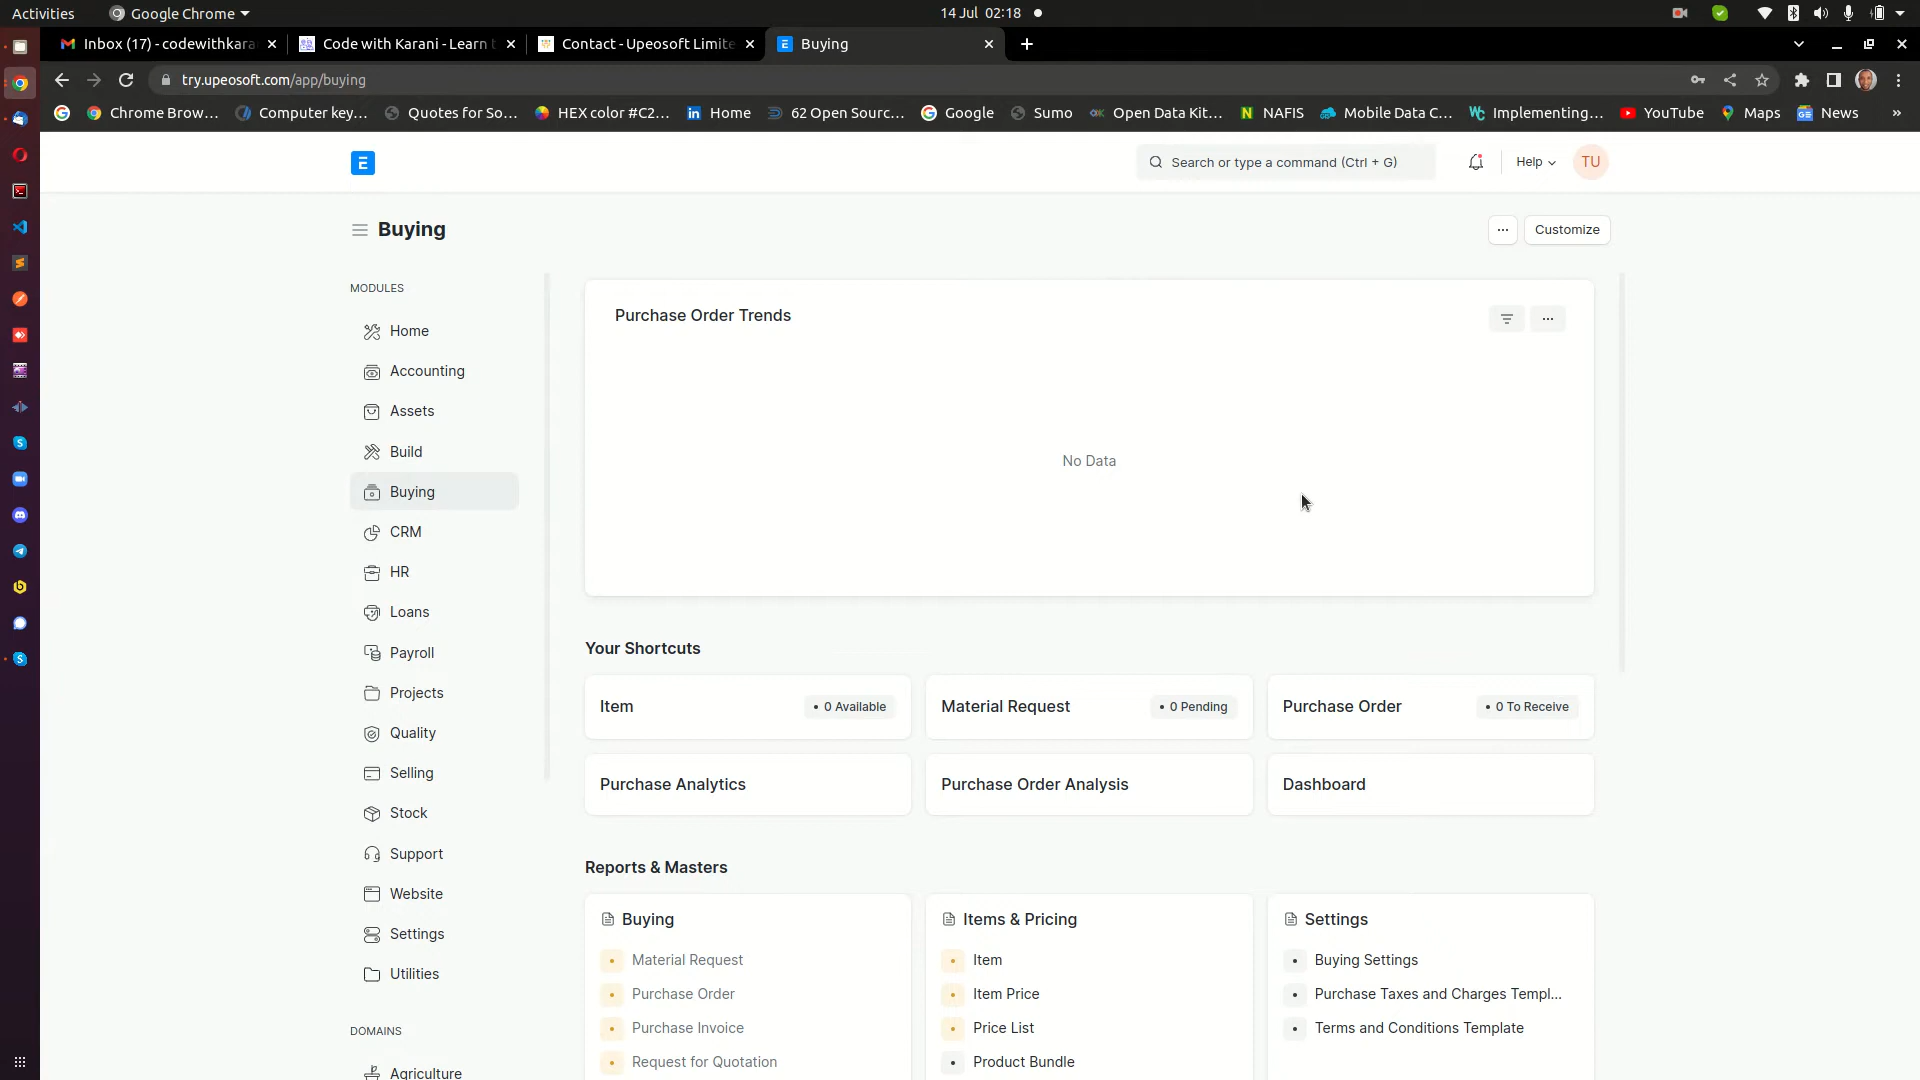 Activities
Google Chrome
14 Jul 02:18
Inbox (17) - codewithkara
Code with Karani - Learn t
Contact - Upeosoft Limite
Buying
try.upeosoft.com/app/buying
Chrome Brow...
Computer key...
Quotes for So...
HEX color #C2...
Home
62 Open Sourc...
Google
Sumo
Open Data Kit...
NAFIS
Mobile Data C...
Implementing...
YouTube
Maps
News
»
E
Search or type a command (Ctrl + G)
Help
TU
Buying
Customize
MODULES
Home
Accounting
Assets
Build
Buying
CRM
HR
Loans
Payroll
Projects
Quality
Selling
Stock
Support
Website
Settings
Utilities
DOMAINS
Agriculture
Purchase Order Trends
No Data
Your Shortcuts
Item
0 Available
Material Request
0 Pending
Purchase Order
0 To Receive
Purchase Analytics
Purchase Order Analysis
Dashboard
Reports & Masters
Buying
Material Request
Purchase Order
Purchase Invoice
Request for Quotation
Items & Pricing
Item
Item Price
Price List
Product Bundle
Settings
Buying Settings
Purchase Taxes and Charges Templ...
Terms and Conditions Template